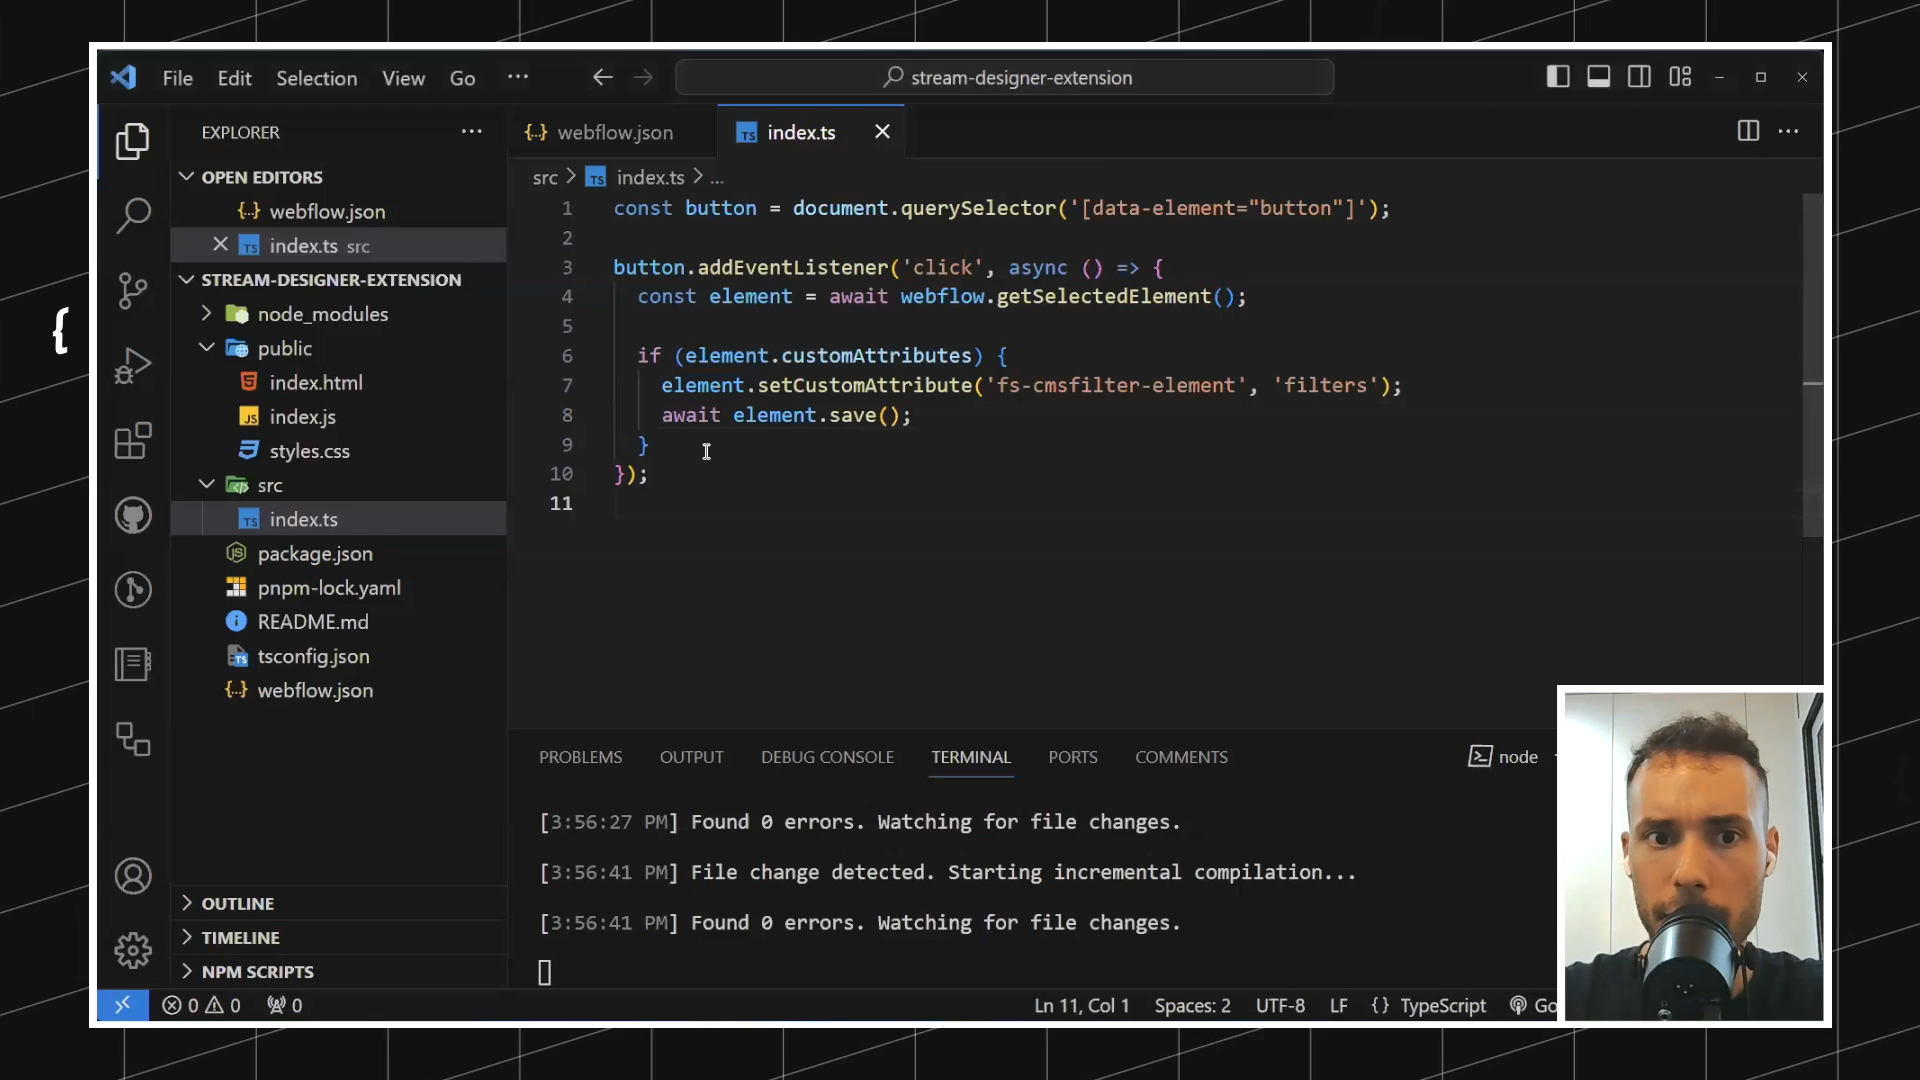 File Edit Selection View Go ··· stream-designer-extension
EXPLORER ···
OPEN EDITORS
webflow.json
index.ts src
STREAM-DESIGNER-EXTENSION
node_modules
public
index.html
index.js
styles.css
src
index.ts
package.json
pnpm-lock.yaml
README.md
tsconfig.json
webflow.json
OUTLINE
TIMELINE
NPM SCRIPTS
webflow.json index.ts
src > index.ts > ...
1 const button = document.querySelector('[data-element="button"]');
2
3 button.addEventListener('click', async () => {
4 const element = await webflow.getSelectedElement();
5
6 if (element.customAttributes) {
7 element.setCustomAttribute('fs-cmsfilter-element', 'filters');
8 await element.save();
9 }
10 });
11
PROBLEMS OUTPUT DEBUG CONSOLE TERMINAL PORTS COMMENTS node
[3:56:27 PM] Found 0 errors. Watching for file changes.
[3:56:41 PM] File change detected. Starting incremental compilation...
[3:56:41 PM] Found 0 errors. Watching for file changes.
0 0 0 Ln 11, Col 1 Spaces: 2 UTF-8 LF {} TypeScript Go
{